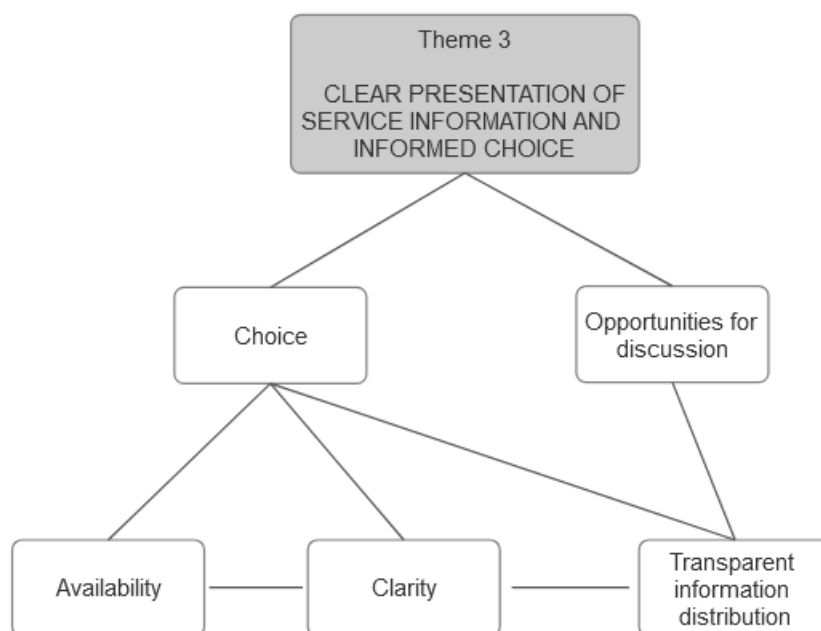 Theme 3
CLEAR PRESENTATION OF
SERVICE INFORMATION AND
INFORMED CHOICE
Choice
Opportunities for
discussion
Availability
Clarity
Transparent
information
distribution